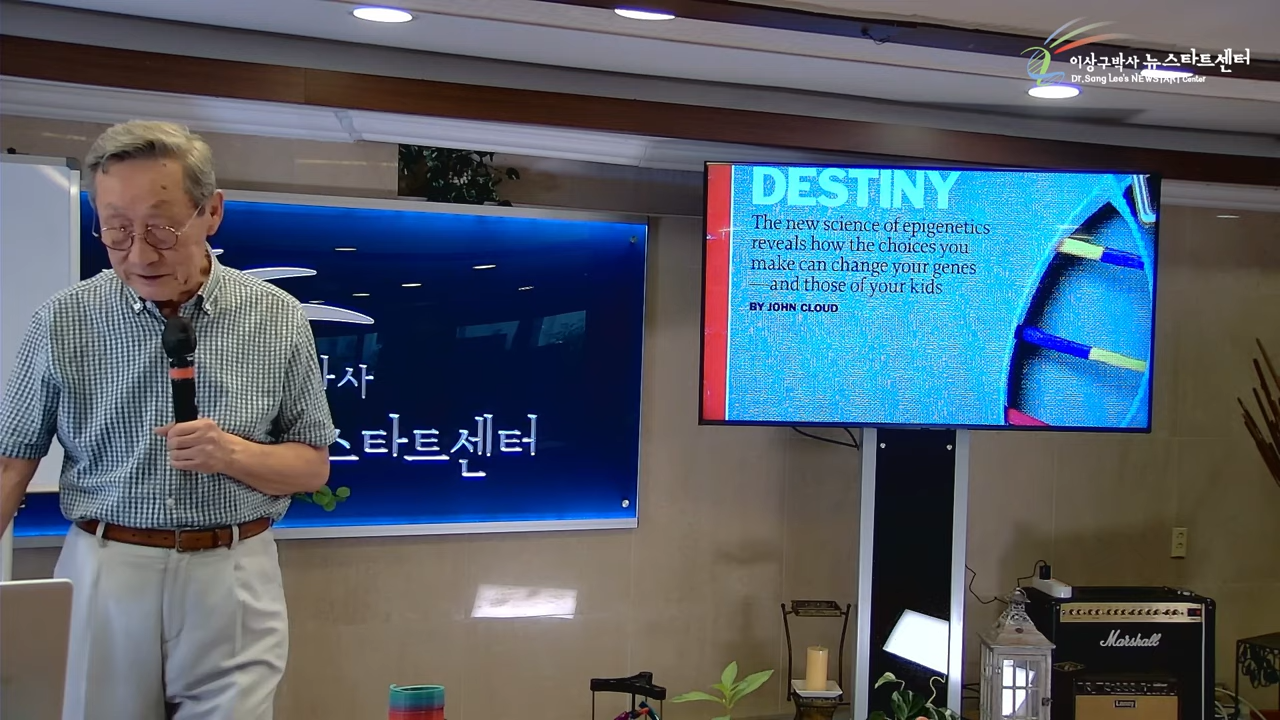 이상구박사 뉴스타트센터
Dr.Sang Lee's NEWSTART Center
DESTINY
The new science of epigenetics
reveals how the choices you
make can change your genes
—and those of your kids
BY JOHN CLOUD
사
스타트센터
Marshall
Laney